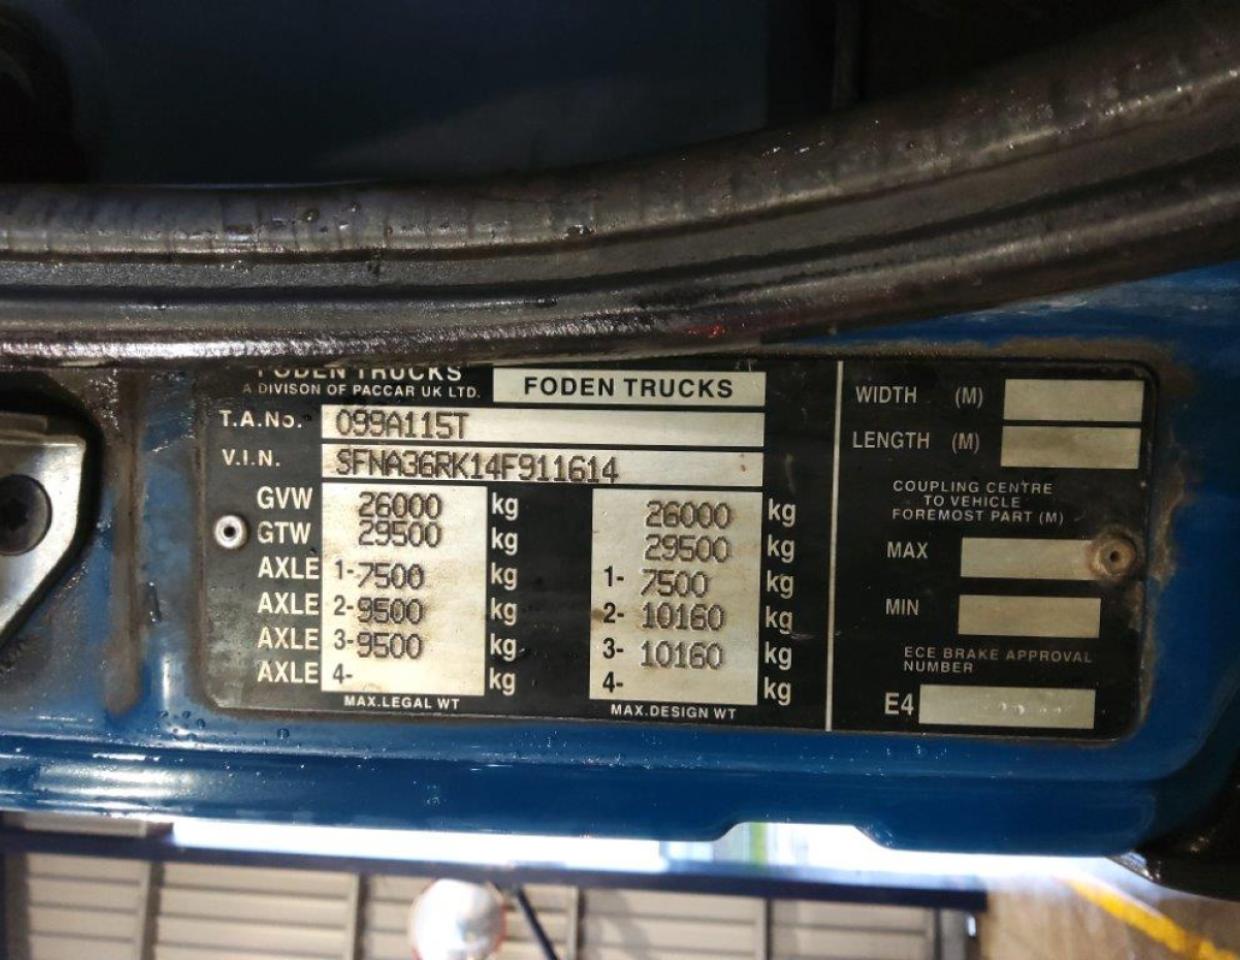 FODEN TRUCKS
A DIVISON OF PACCAR UK LTD. FODEN TRUCKS
T.A.No. 099A115T
V.I.N. SFNA36RK14F911614
GVW 26000 kg 26000 kg
GTW 29500 kg 29500 kg
AXLE 1-7500 kg 1- 7500 kg
AXLE 2-9500 kg 2- 10160 kg
AXLE 3-9500 kg 3- 10160 kg
AXLE 4- kg 4- kg
MAX.LEGAL WT MAX.DESIGN WT
WIDTH (M)
LENGTH (M)
COUPLING CENTRE
TO VEHICLE
FOREMOST PART (M)
MAX
MIN
ECE BRAKE APPROVAL
NUMBER
E4